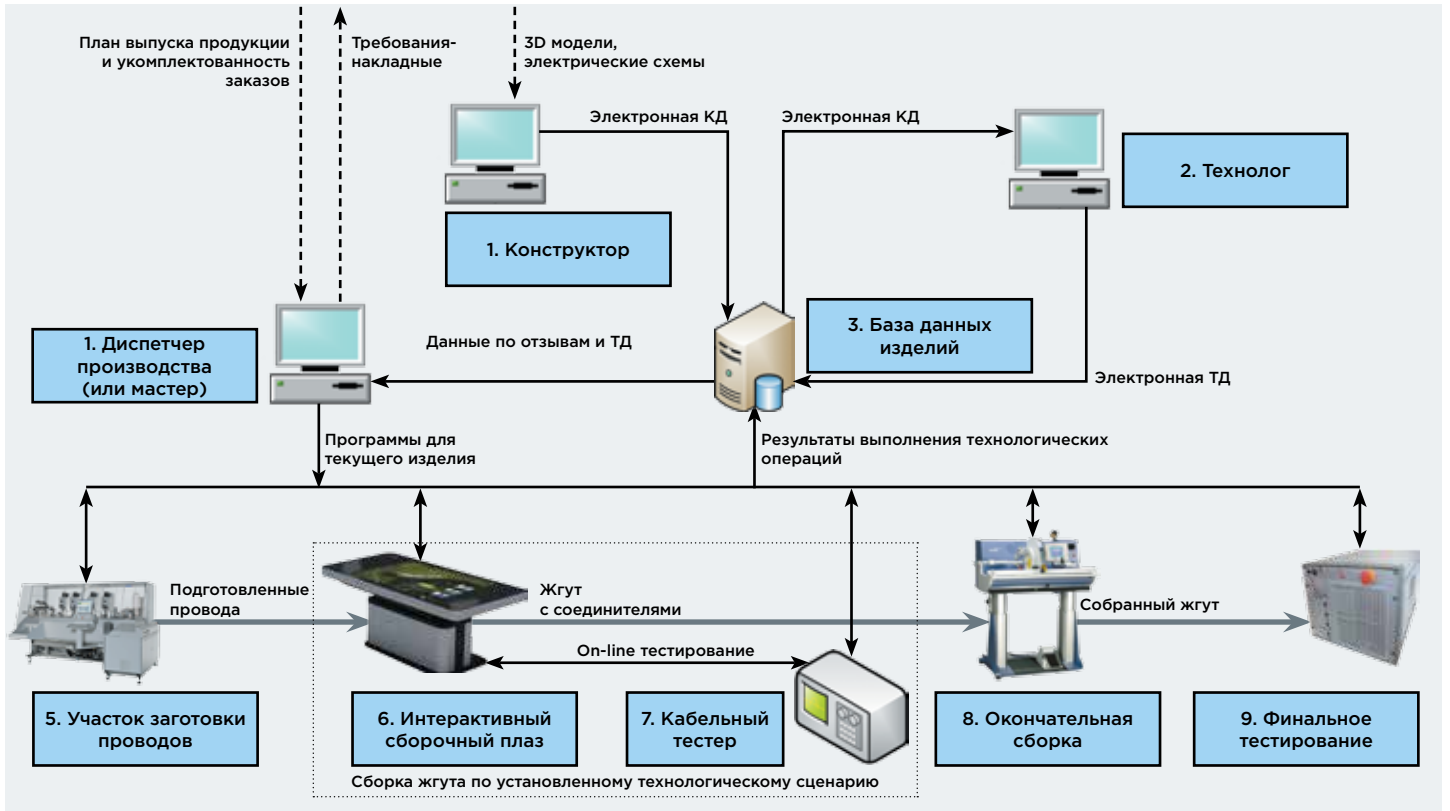 План выпуска продукции
и укомплектованность
заказов
Требования-
накладные
3D модели,
электрические схемы
Электронная КД
Электронная КД
2. Технолог
1. Конструктор
3. База данных
изделий
1. Диспетчер
производства
(или мастер)
Данные по отзывам и ТД
Электронная ТД
Программы для
текущего изделия
Результаты выполнения технологических
операций
Подготовленные
провода
Жгут
с соединителями
Собранный жгут
On-line тестирование
5. Участок заготовки
проводов
6. Интерактивный
сборочный плаз
7. Кабельный
тестер
8. Окончательная
сборка
9. Финальное
тестирование
Сборка жгута по установленному технологическому сценарию